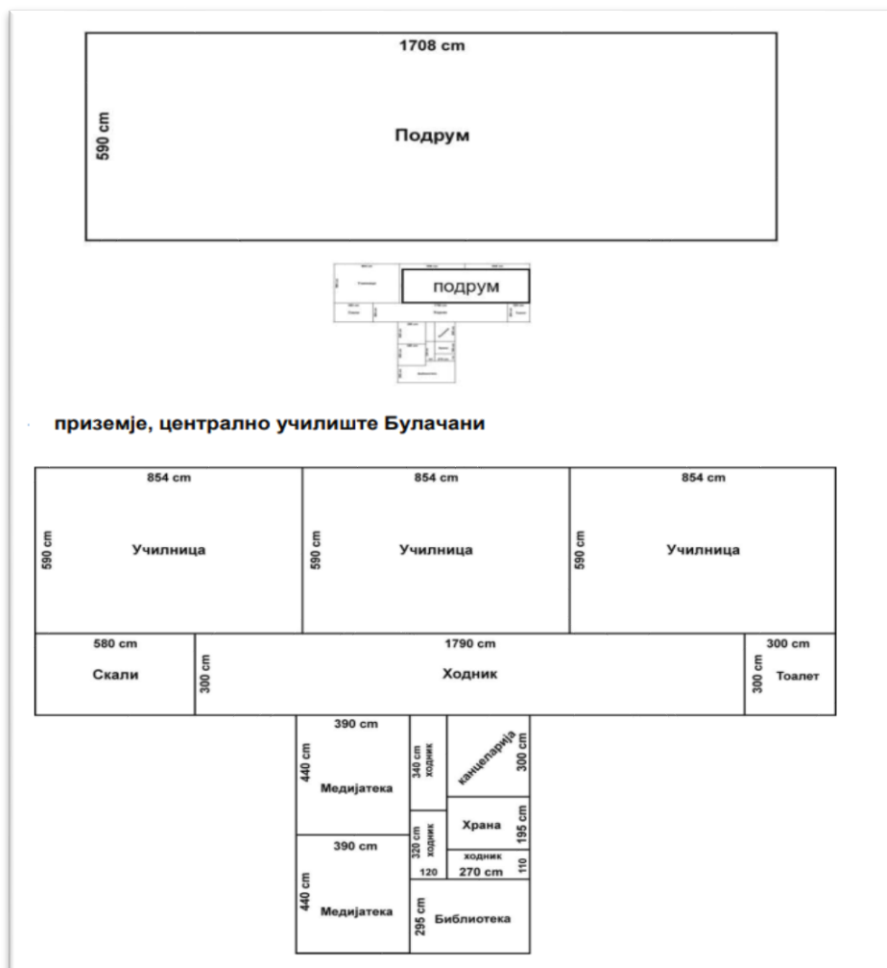 1708 cm
590 cm
Подрум
подрум
приземје, централно училиште Булачани
854 cm
854 cm
854 cm
590 cm
Училница
590 cm
Училница
590 cm
Училница
580 cm
1790 cm
300 cm
Скали
300 cm
Ходник
300 cm
Тоалет
390 cm
440 cm
Медијатека
340 cm
ходник
канцеларија
300 cm
Храна
195 cm
320 cm
ходник
120
ходник
270 cm
110
390 cm
440 cm
Медијатека
295 cm
Библиотека